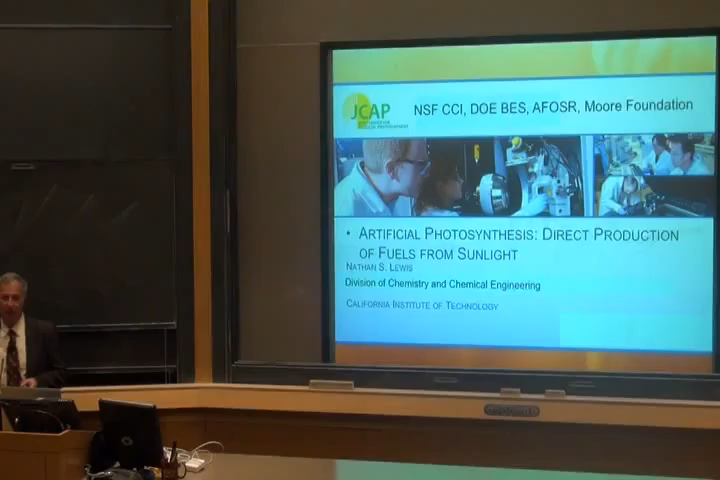 JCAP
NSF CCI, DOE BES, AFOSR, Moore Foundation
• ARTIFICIAL PHOTOSYNTHESIS: DIRECT PRODUCTION
OF FUELS FROM SUNLIGHT
NATHAN S. LEWIS
Division of Chemistry and Chemical Engineering
CALIFORNIA INSTITUTE OF TECHNOLOGY